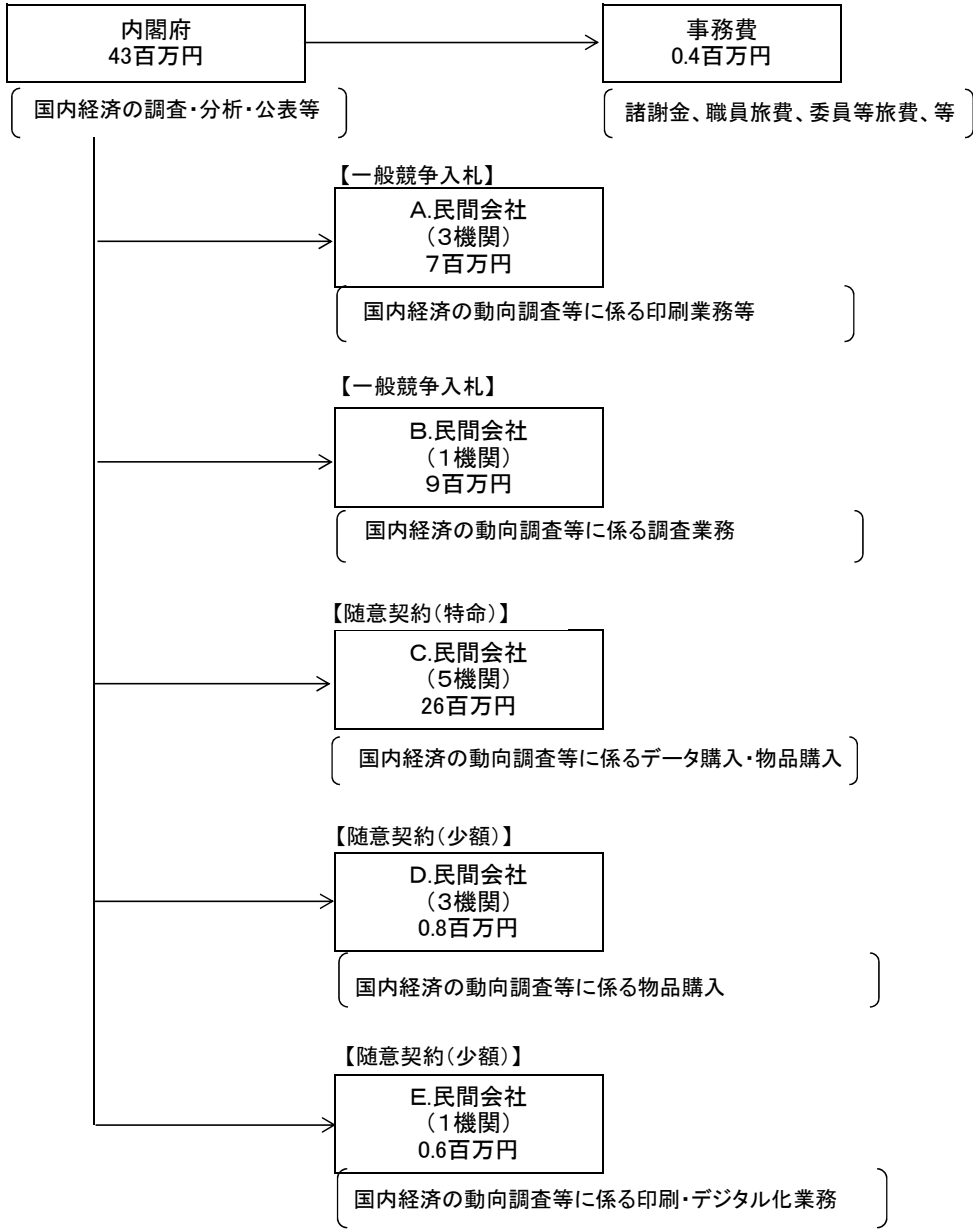 内閣府
43百万円
事務費
0.4百万円
国内経済の調査・分析・公表等
諸謝金、職員旅費、委員等旅費、等
【一般競争入札】
A.民間会社
（3機関）
7百万円
国内経済の動向調査等に係る印刷業務等
【一般競争入札】
B.民間会社
（1機関）
9百万円
国内経済の動向調査等に係る調査業務
【随意契約（特命）】
C.民間会社
（5機関）
26百万円
国内経済の動向調査等に係るデータ購入・物品購入
【随意契約（少額）】
D.民間会社
（3機関）
0.8百万円
国内経済の動向調査等に係る物品購入
【随意契約（少額）】
E.民間会社
（1機関）
0.6百万円
国内経済の動向調査等に係る印刷・デジタル化業務